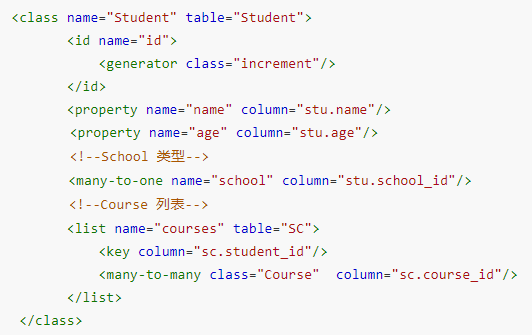 <class name="Student" table="Student">
<id name="id">
<generator class="increment"/>
</id>
<property name="name" column="stu.name"/>
<property name="age" column="stu.age"/>
<!--School 类型-->
<many-to-one name="school" column="stu.school_id"/>
<!--Course 列表-->
<list name="courses" table="SC">
<key column="sc.student_id"/>
<many-to-many class="Course"  column="sc.course_id"/>
</list>
</class>